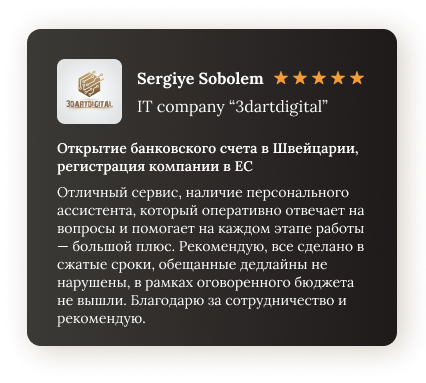 3DARTDIGITAL
Sergiye Sobolem
IT company “3dartdigital”
Открытие банковского счета в Швейцарии,
регистрация компании в ЕС
Отличный сервис, наличие персонального
ассистента, который оперативно отвечает на
вопросы и помогает на каждом этапе работы
— большой плюс. Рекомендую, все сделано в
сжатые сроки, обещанные дедлайны не
нарушены, в рамках оговоренного бюджета
не вышли. Благодарю за сотрудничество и
рекомендую.